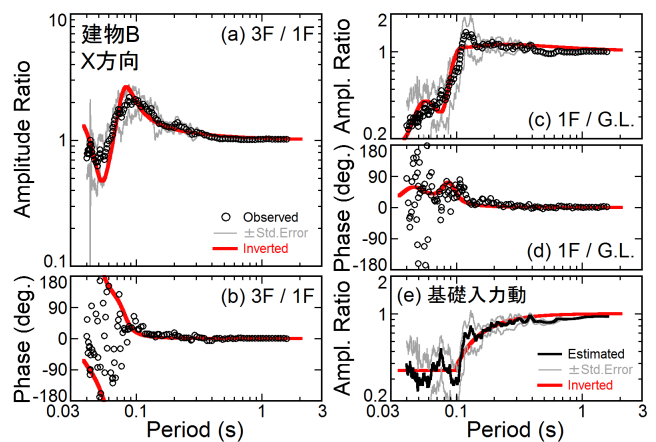 建物B
X方向
(a) 3F / 1F
Amplitude Ratio
10
1
0.1
Observed
±Std.Error
Inverted
(b) 3F / 1F
Phase (deg.)
180
90
0
-90
-180
0.03
0.1
1
3
Period (s)
Ampl. Ratio
2
1
0.2
(c) 1F / G.L.
Phase (deg.)
180
90
0
-90
-180
(d) 1F / G.L.
(e) 基礎入力動
Ampl. Ratio
2
1
0.2
Estimated
±Std.Error
Inverted
0.03
0.1
1
3
Period (s)